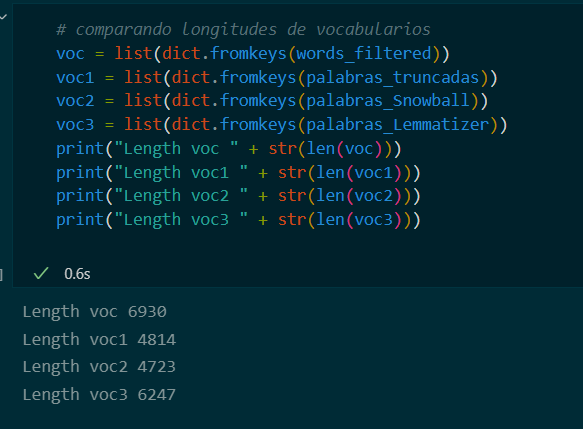 # comparando longitudes de vocabularios
voc = list(dict.fromkeys(words_filtered))
voc1 = list(dict.fromkeys(palabras_truncadas))
voc2 = list(dict.fromkeys(palabras_Snowball))
voc3 = list(dict.fromkeys(palabras_Lemmatizer))
print("Length voc " + str(len(voc)))
print("Length voc1 " + str(len(voc1)))
print("Length voc2 " + str(len(voc2)))
print("Length voc3 " + str(len(voc3)))
] ✓ 0.6s
Length voc 6930
Length voc1 4814
Length voc2 4723
Length voc3 6247